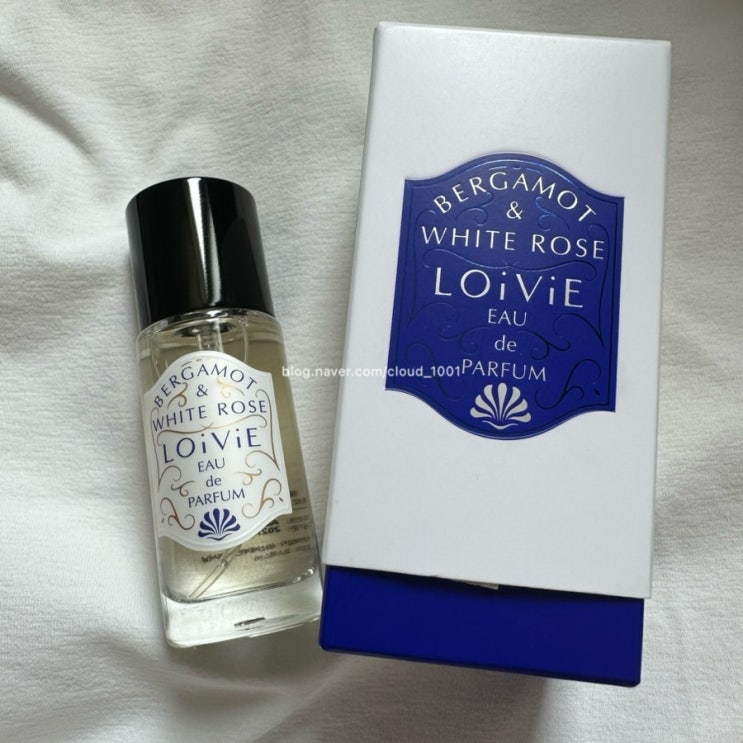 BERGAMOT
&
WHITE ROSE
LOiViE
EAU
de
PARFUM
BERGAMOT
&
WHITE ROSE
LOiViE
EAU
de
PARFUM
blog.naver.com/cloud_1001